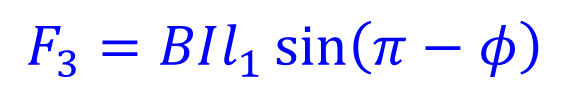 F₃ = BIl₁ sin(π − ϕ)